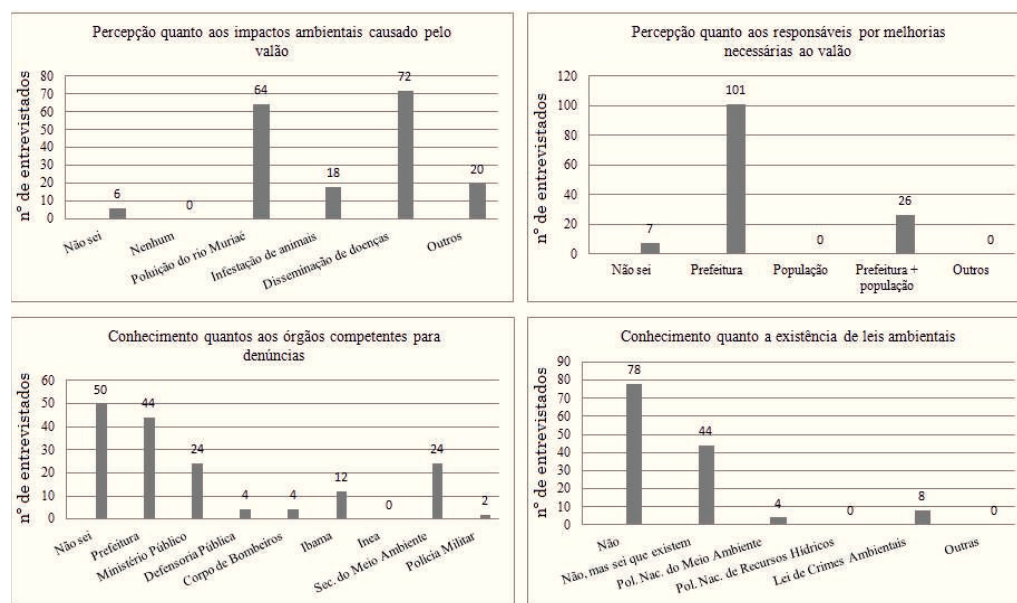 Percepção quanto aos impactos ambientais causado pelo
valão
nº de entrevistados
80
70
60
50
40
30
20
10
0
6
0
64
18
72
20
Não sei
Nenhum
Poluição do rio Muriaé
Infestação de animais
Disseminação de doenças
Outros
Percepção quanto aos responsáveis por melhorias
necessárias ao valão
nº de entrevistados
120
100
80
60
40
20
0
7
101
0
26
0
Não sei
Prefeitura
População
Prefeitura +
população
Outros
Conhecimento quantos aos órgãos competentes para
denúncias
nº de entrevistados
60
50
40
30
20
10
0
50
44
24
4
4
12
0
24
2
Não sei
Prefeitura
Ministério Público
Defensoria Pública
Corpo de Bombeiros
Ibama
Inea
Sec. do Meio Ambiente
Polícia Militar
Conhecimento quanto a existência de leis ambientais
nº de entrevistados
90
80
70
60
50
40
30
20
10
0
78
44
4
0
8
0
Não
Não, mas sei que existem
Pol. Nac. do Meio Ambiente
Pol. Nac. de Recursos Hídricos
Lei de Crimes Ambientais
Outras